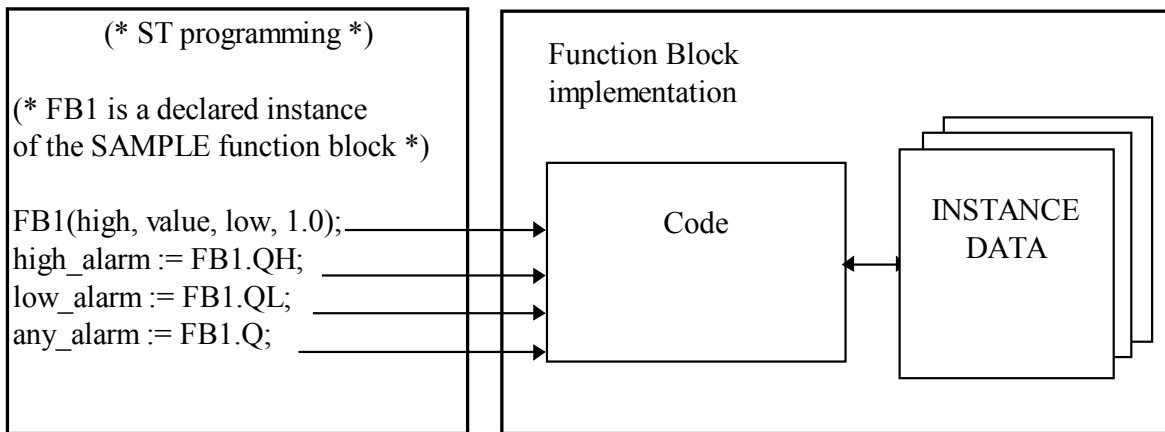 (* ST programming *)
(* FB1 is a declared instance
of the SAMPLE function block *)
FB1(high, value, low, 1.0);
high_alarm := FB1.QH;
low_alarm := FB1.QL;
any_alarm := FB1.Q;
Function Block
implementation
Code
INSTANCE
DATA